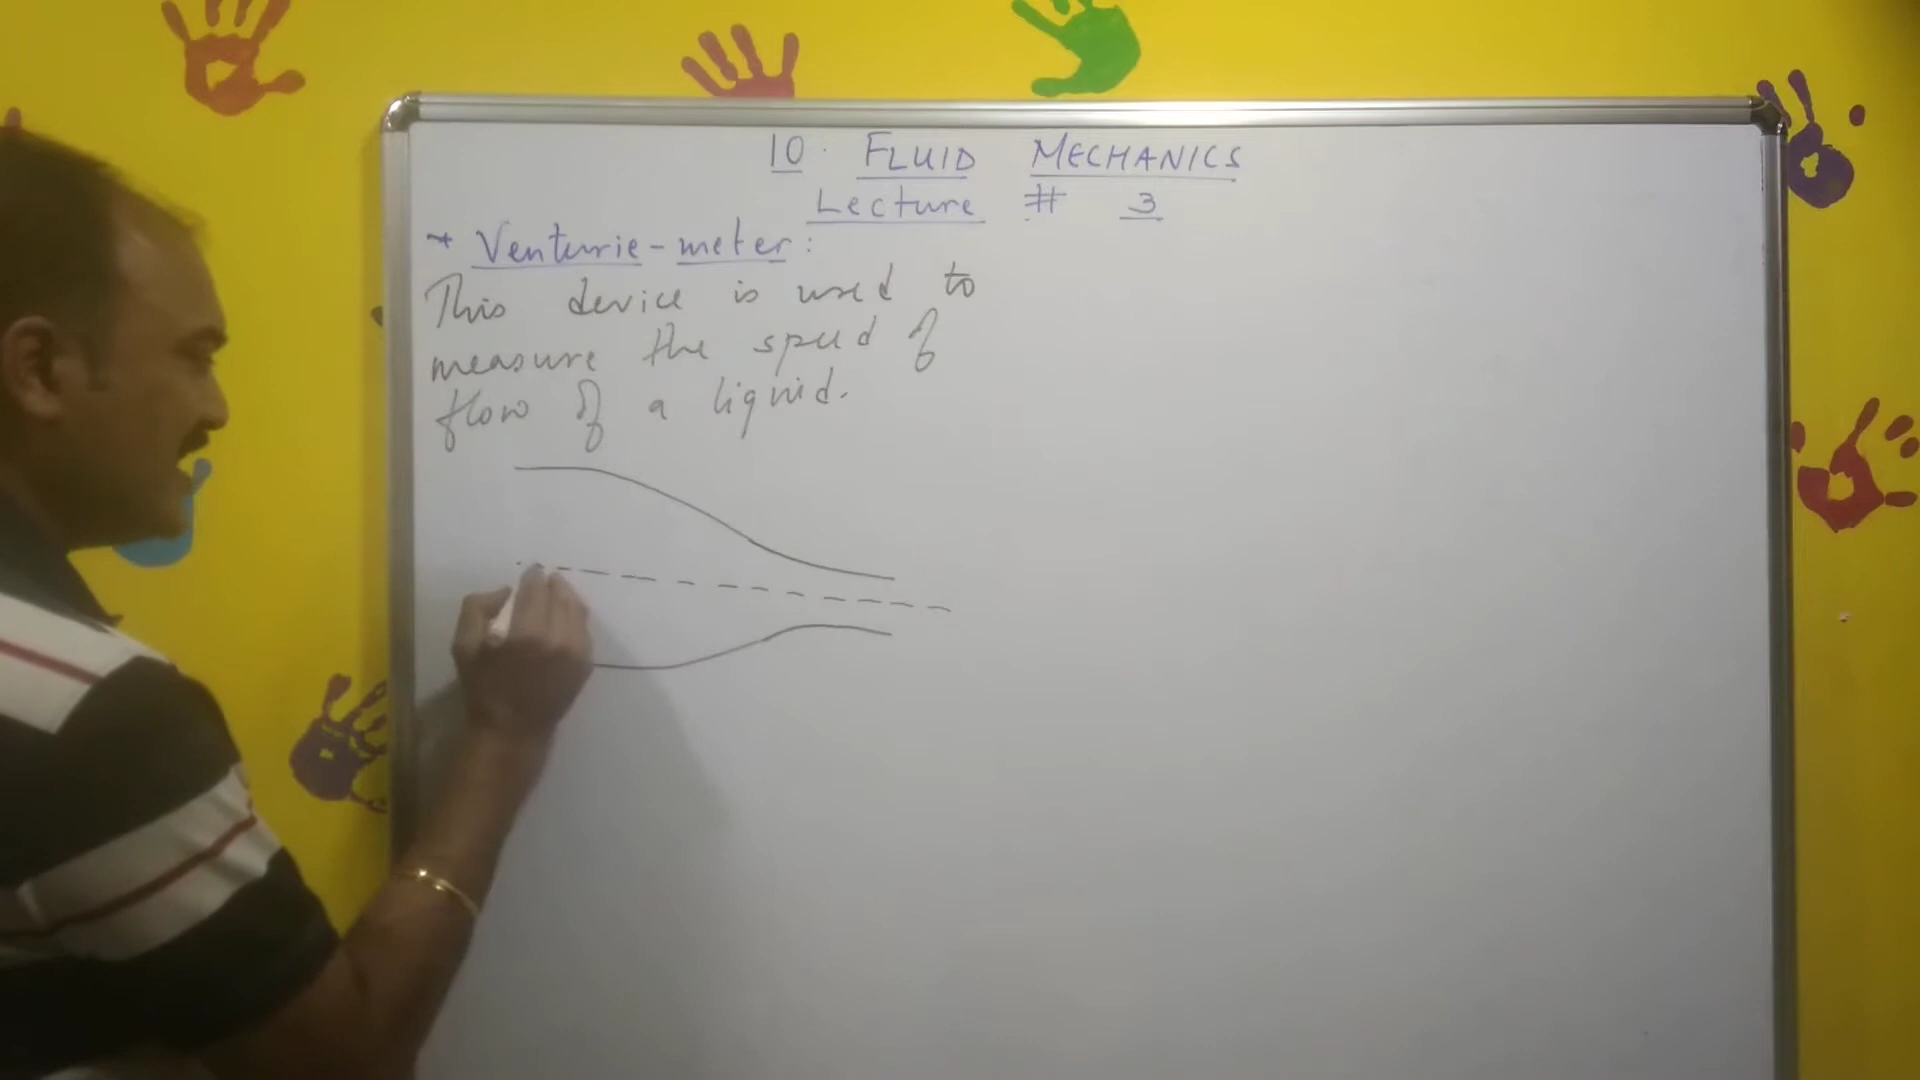 10. FLUID MECHANICS
Lecture # 3
* Venturie-meter:
This device is used to
measure the speed of
flow of a liquid.